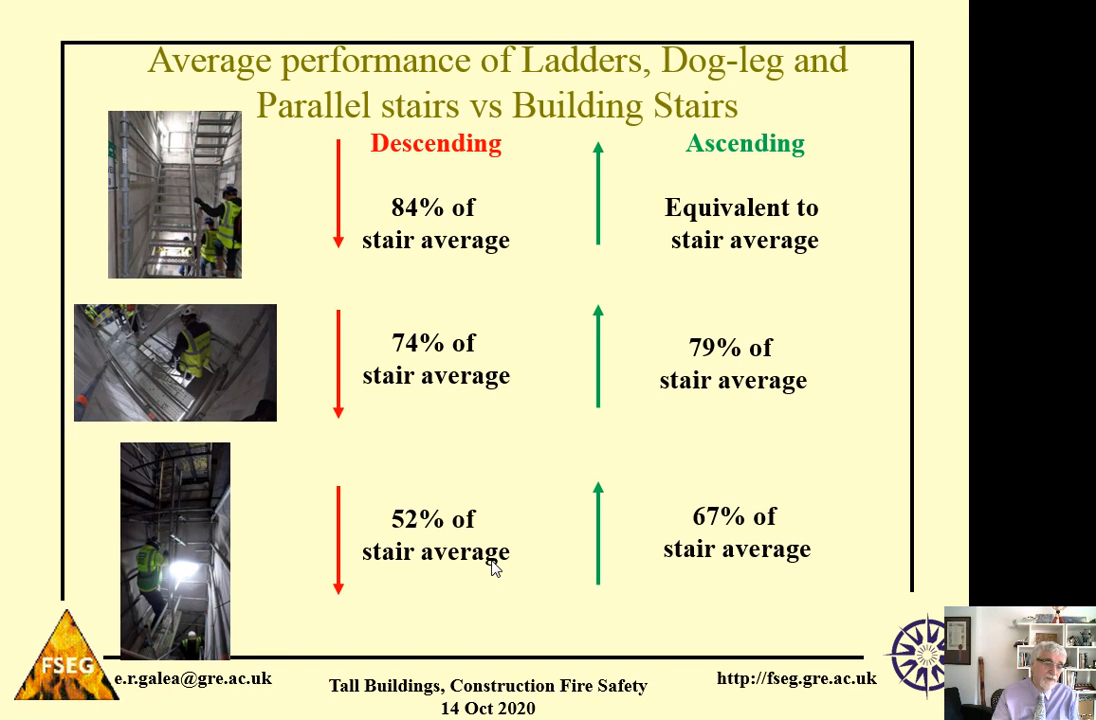 Average performance of Ladders, Dog-leg and
Parallel stairs vs Building Stairs
Descending
Ascending
84% of
stair average
Equivalent to
stair average
74% of
stair average
79% of
stair average
52% of
stair average
67% of
stair average
FSEG
e.r.galea@gre.ac.uk
Tall Buildings, Construction Fire Safety
14 Oct 2020
http://fseg.gre.ac.uk